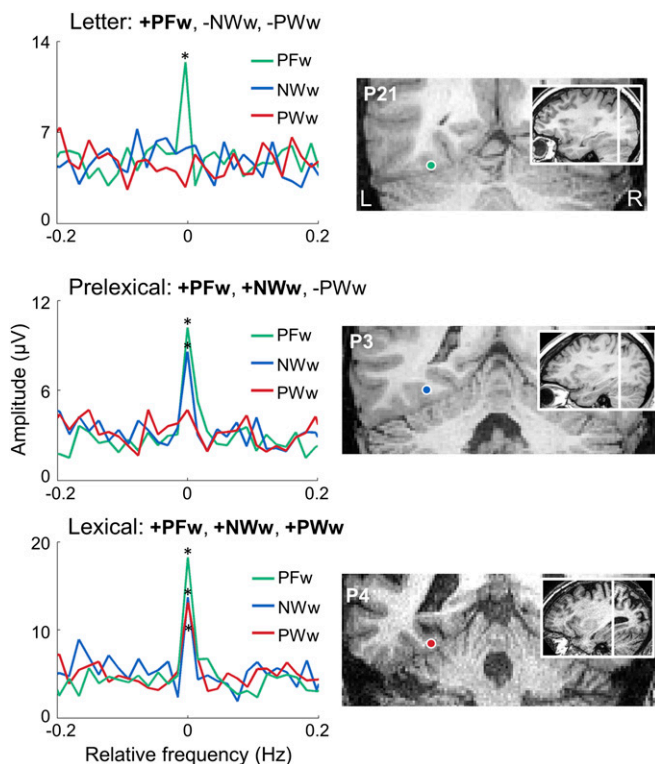 Letter: +PFw, -NWw, -PWw
14
7
0
*
PFw
NWw
PWw
-0.2
0
0.2
P21
L
R
Prelexical: +PFw, +NWw, -PWw
12
6
0
*
*
PFw
NWw
PWw
-0.2
0
0.2
Amplitude (µV)
P3
Lexical: +PFw, +NWw, +PWw
20
10
0
*
*
*
PFw
NWw
PWw
-0.2
0
0.2
Relative frequency (Hz)
P4